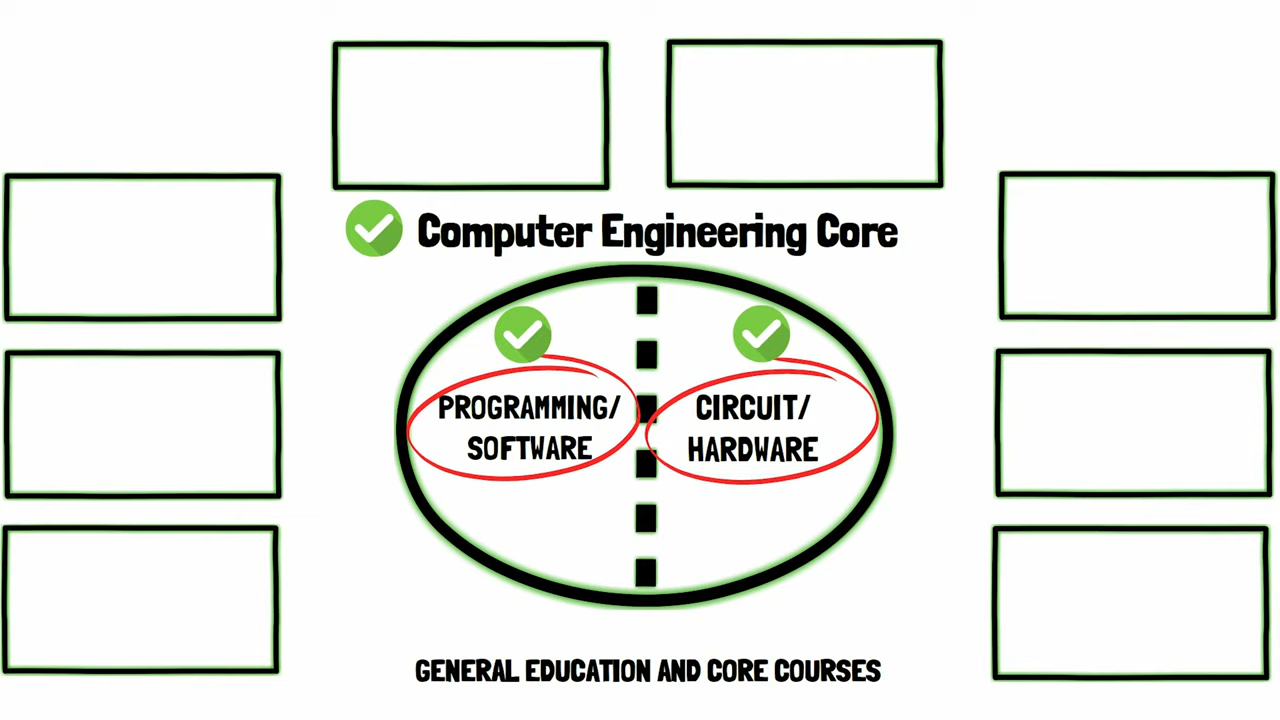 Computer Engineering Core
PROGRAMMING/
SOFTWARE
CIRCUIT/
HARDWARE
GENERAL EDUCATION AND CORE COURSES